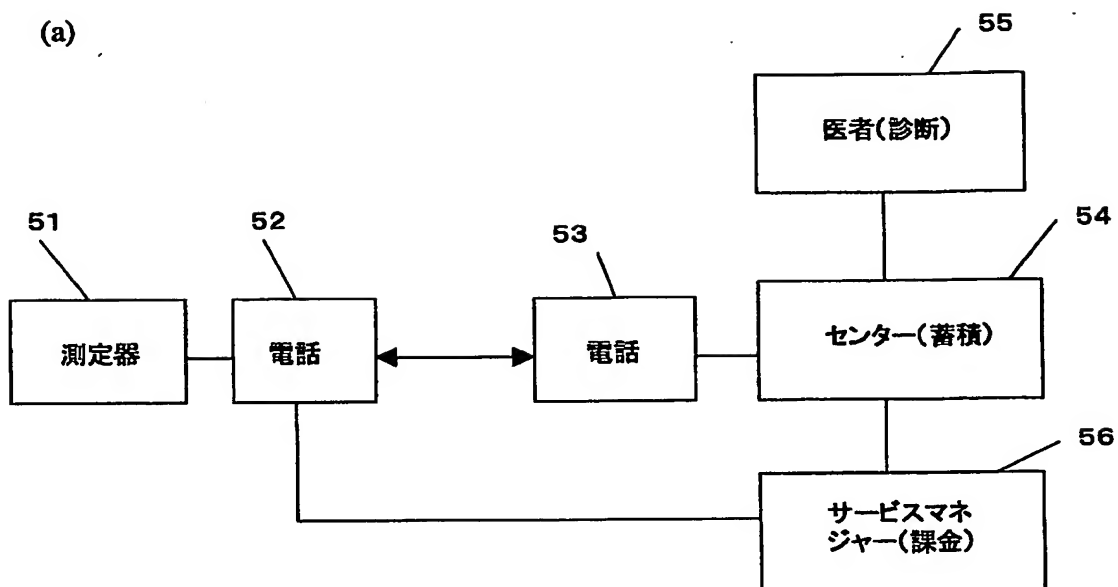 (a)
55
医者(診断)
51
52
53
54
測定器
電話
電話
センター(蓄積)
56
サービスマネ
ジャー(課金)